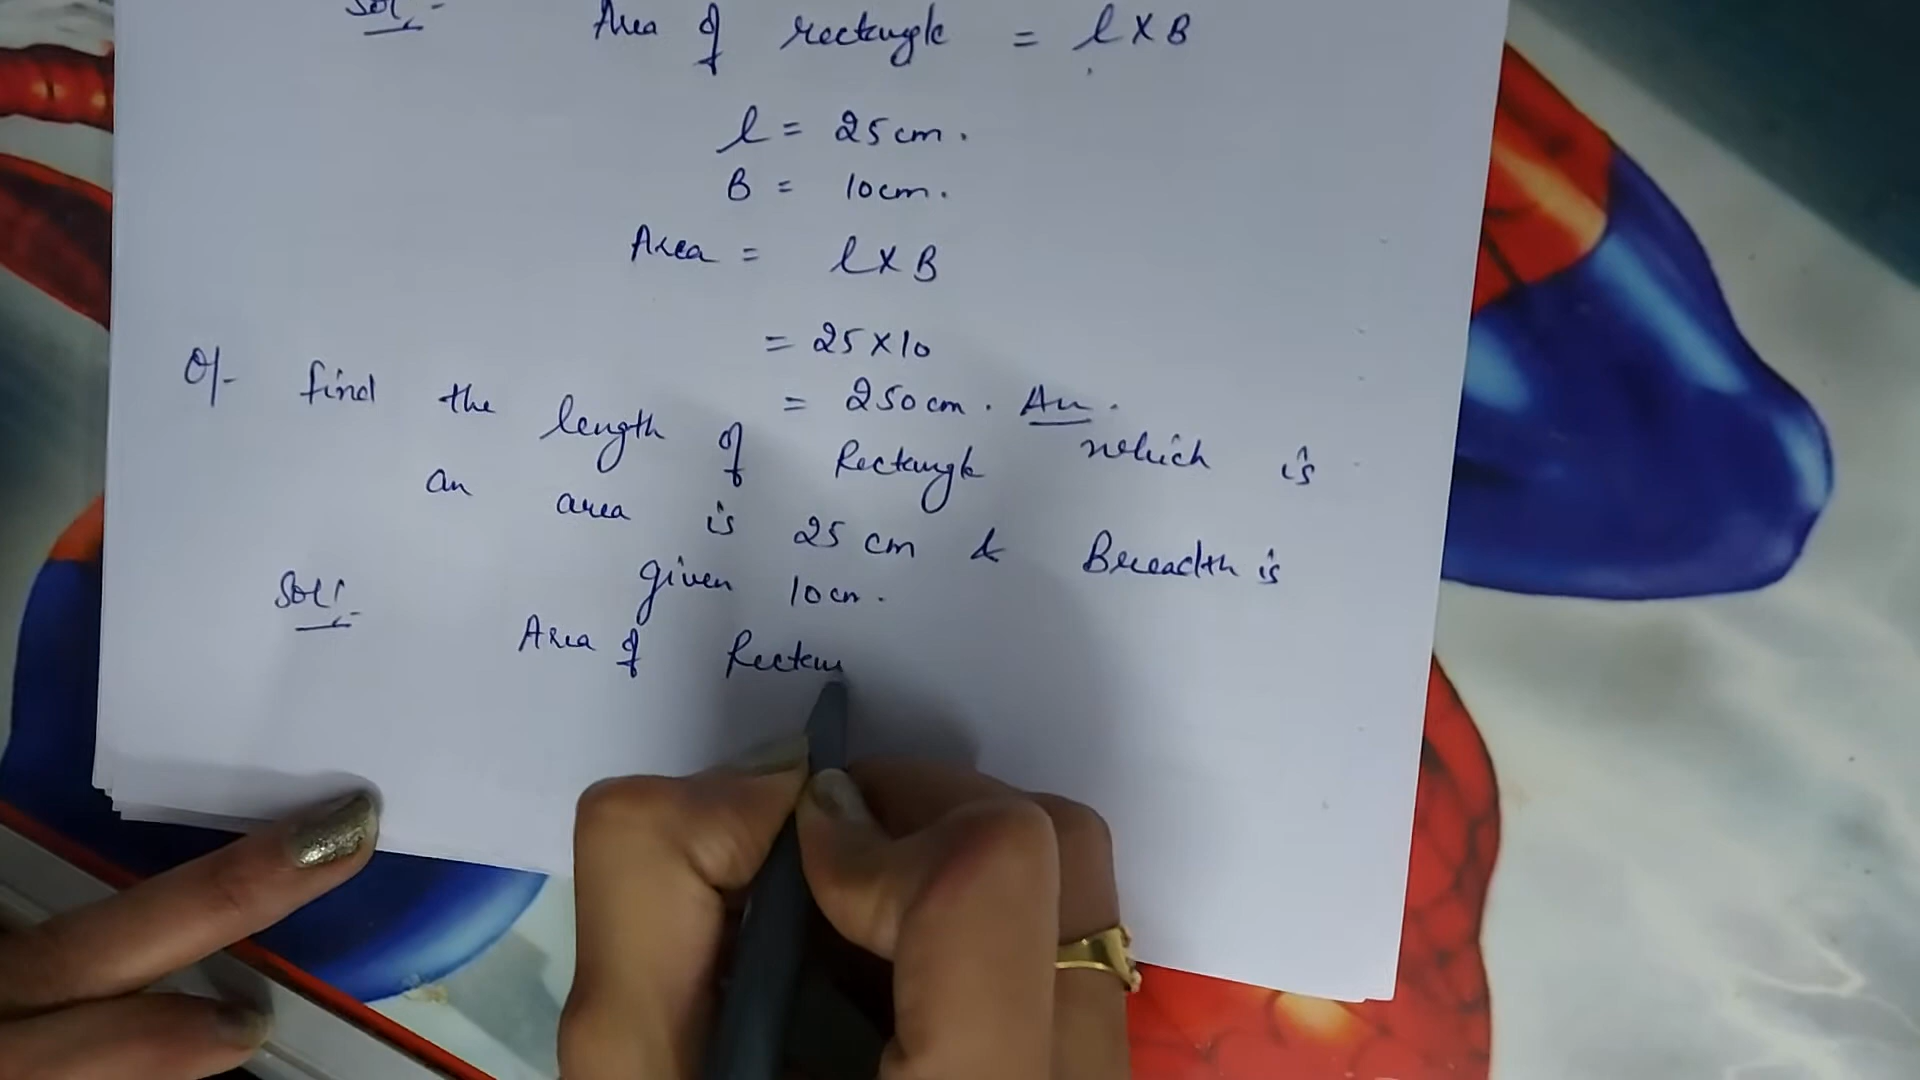 Sol:-
Area of rectangle = l x B
l = 25 cm.
B = 10 cm.
Area = l x B
= 25 x 10
= 250 cm. An.
Q/- find the length of Rectangle which is
an area is 25 cm & Breadth is
given 10 cm.
Sol:-
Area of Rectan